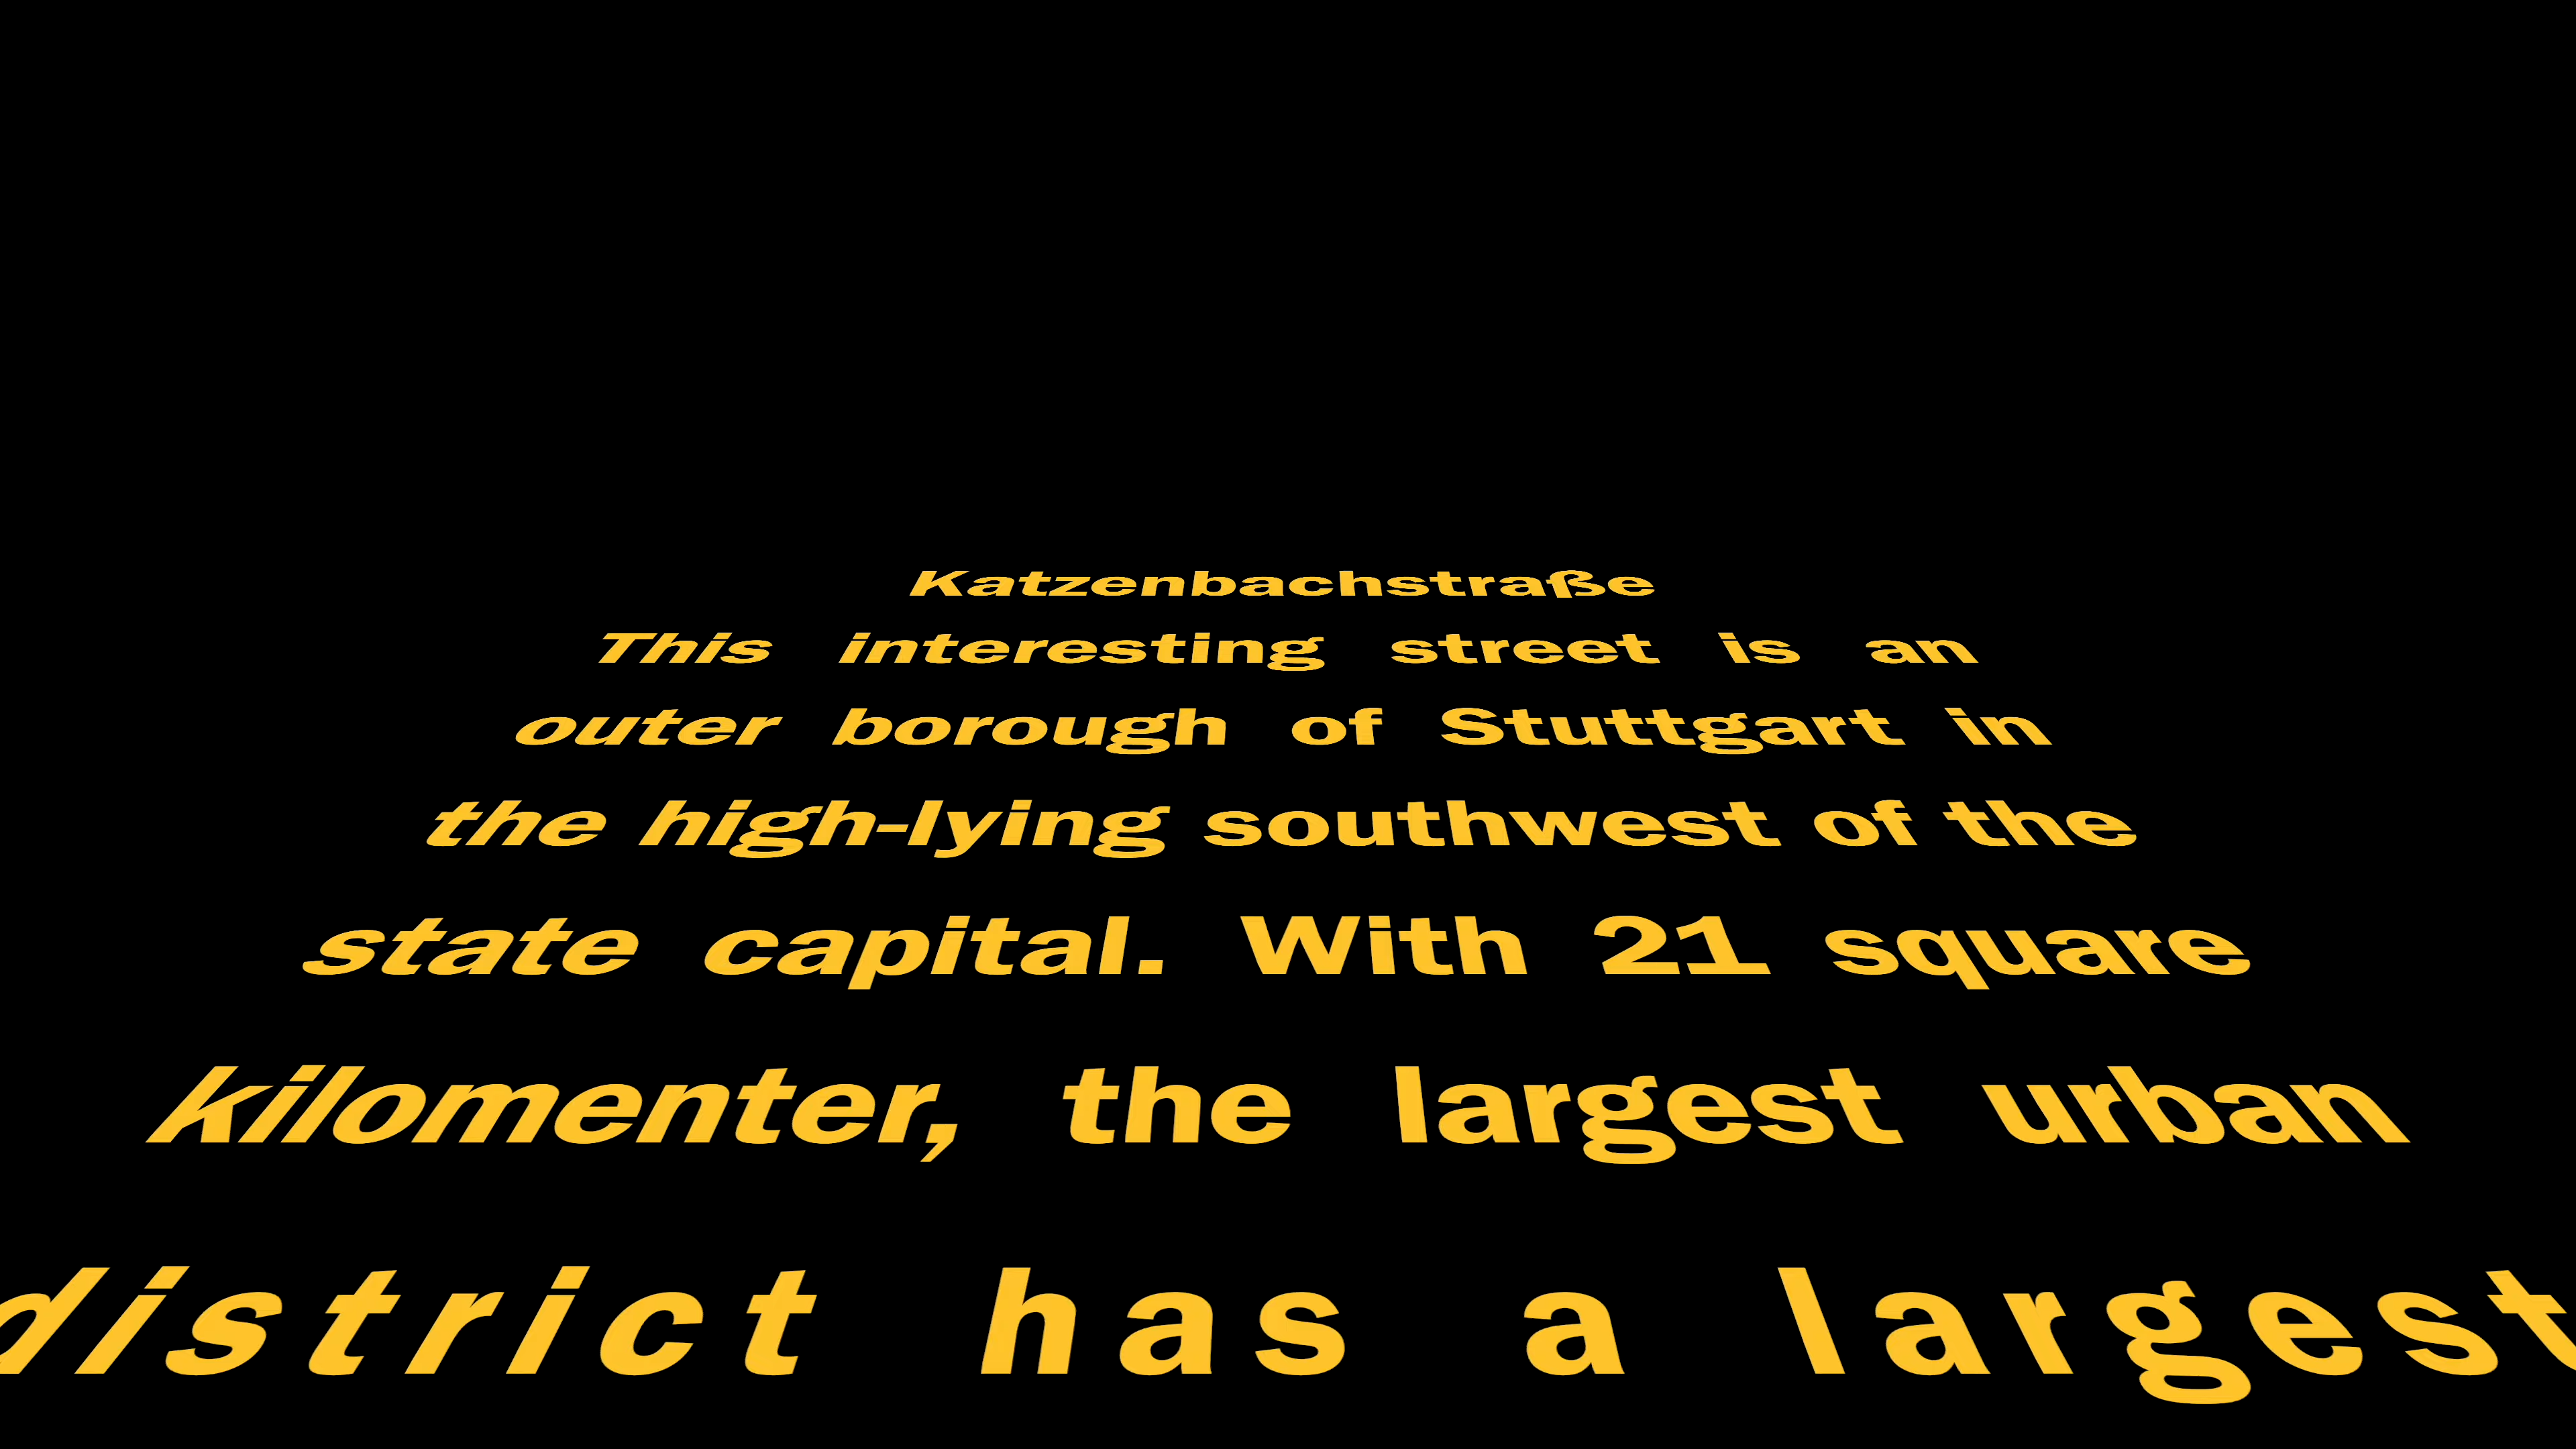 Katzenbachstraße
This interesting street is an
outer borough of Stuttgart in
the high-lying southwest of the
state capital. With 21 square
kilomenter, the largest urban
district has a largest